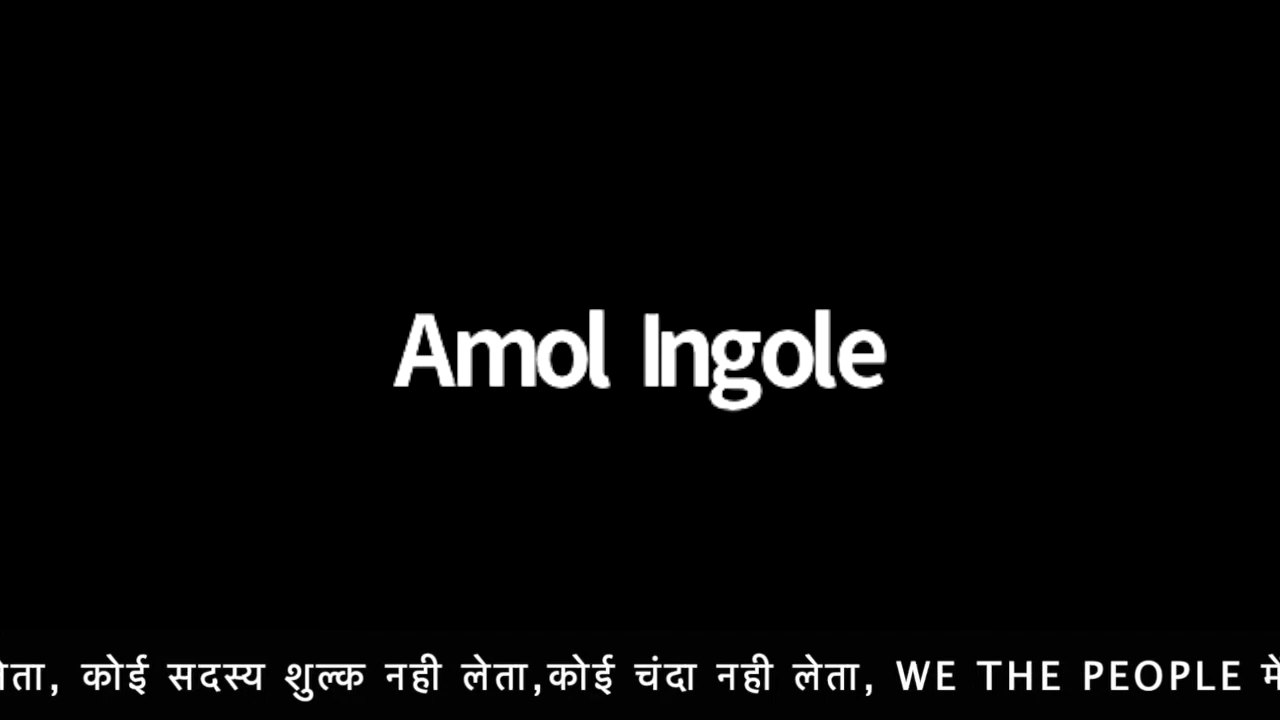 Amol Ingole
कोई सदस्य शुल्क नही लेता,कोई चंदा नही लेता, WE THE PEOPLE में